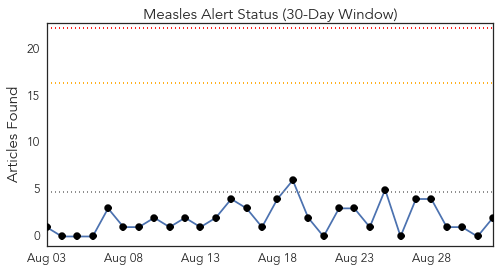 Measles Alert Status (30-Day Window)
Articles Found
20
15
10
5
0
Aug 03 Aug 08 Aug 13 Aug 18 Aug 23 Aug 28